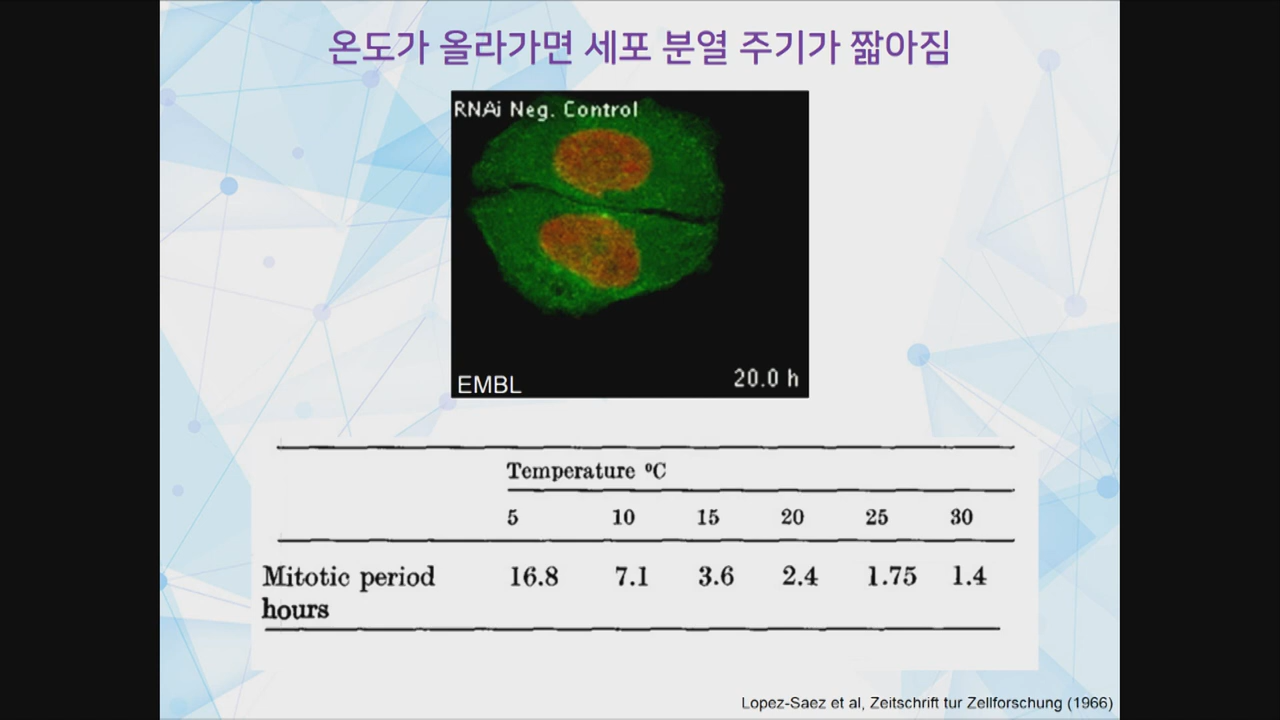 온도가 올라가면 세포 분열 주기가 짧아짐
RNAi Neg. Control
EMBL
20.0 h
Temperature ºC
5 10 15 20 25 30
Mitotic period 16.8 7.1 3.6 2.4 1.75 1.4
hours
Lopez-Saez et al, Zeitschrift tur Zellforschung (1966)